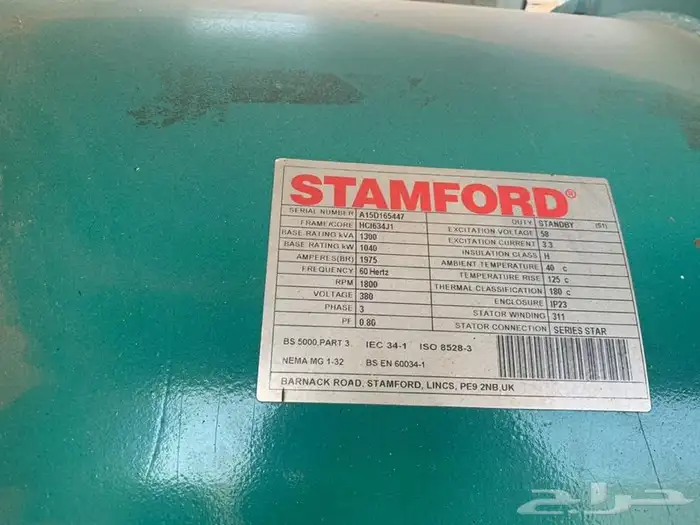 STAMFORD®
SERIAL NUMBER A15D165447
FRAME/CORE HCI634J1
BASE RATING kVA 1300
BASE RATING kW 1040
AMPERES(BR) 1975
FREQUENCY 60 Hertz
RPM 1800
VOLTAGE 380
PHASE 3
PF 0.80
DUTY STANDBY (S1)
EXCITATION VOLTAGE 58
EXCITATION CURRENT 3.3
INSULATION CLASS H
AMBIENT TEMPERATURE 40 c
TEMPERATURE RISE 125 c
THERMAL CLASSIFICATION 180 c
ENCLOSURE IP23
STATOR WINDING 311
STATOR CONNECTION SERIES STAR
BS 5000,PART 3 IEC 34-1 ISO 8528-3
NEMA MG 1-32 BS EN 60034-1
BARNACK ROAD, STAMFORD, LINCS, PE9 2NB,UK
حراج